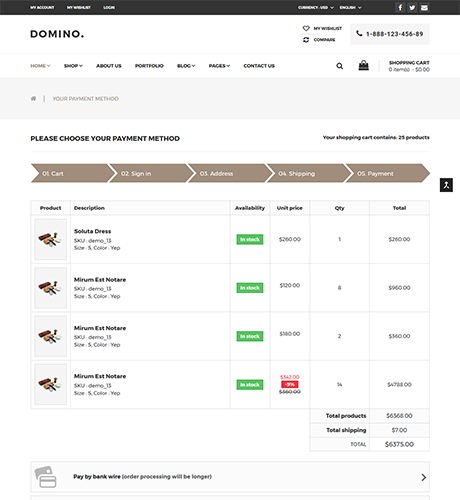 MY ACCOUNT MY WISHLIST LOGIN CURRENCY : USD ENGLISH
DOMINO.
MY WISHLIST
COMPARE
1-888-123-456-89
HOME SHOP ABOUT US PORTFOLIO BLOG PAGES CONTACT US
SHOPPING CART
0 item(s) - $0.00
YOUR PAYMENT METHOD
PLEASE CHOOSE YOUR PAYMENT METHOD
Your shopping cart contains: 25 products
01. Cart 02. Sign in 03. Address 04. Shipping 05. Payment
Product Description Availability Unit price Qty Total
Soluta Dress
SKU : demo_13
Size : S, Color : Yep
In stock $260.00 1 $260.00
Mirum Est Notare
SKU : demo_13
Size : S, Color : Yep
In stock $120.00 8 $960.00
Mirum Est Notare
SKU : demo_13
Size : S, Color : Yep
In stock $180.00 2 $360.00
Mirum Est Notare
SKU : demo_13
Size : S, Color : Yep
In stock $342.00 -5% $360.00 14 $4788.00
Total products $6368.00
Total shipping $7.00
TOTAL $6375.00
Pay by bank wire (order processing will be longer)